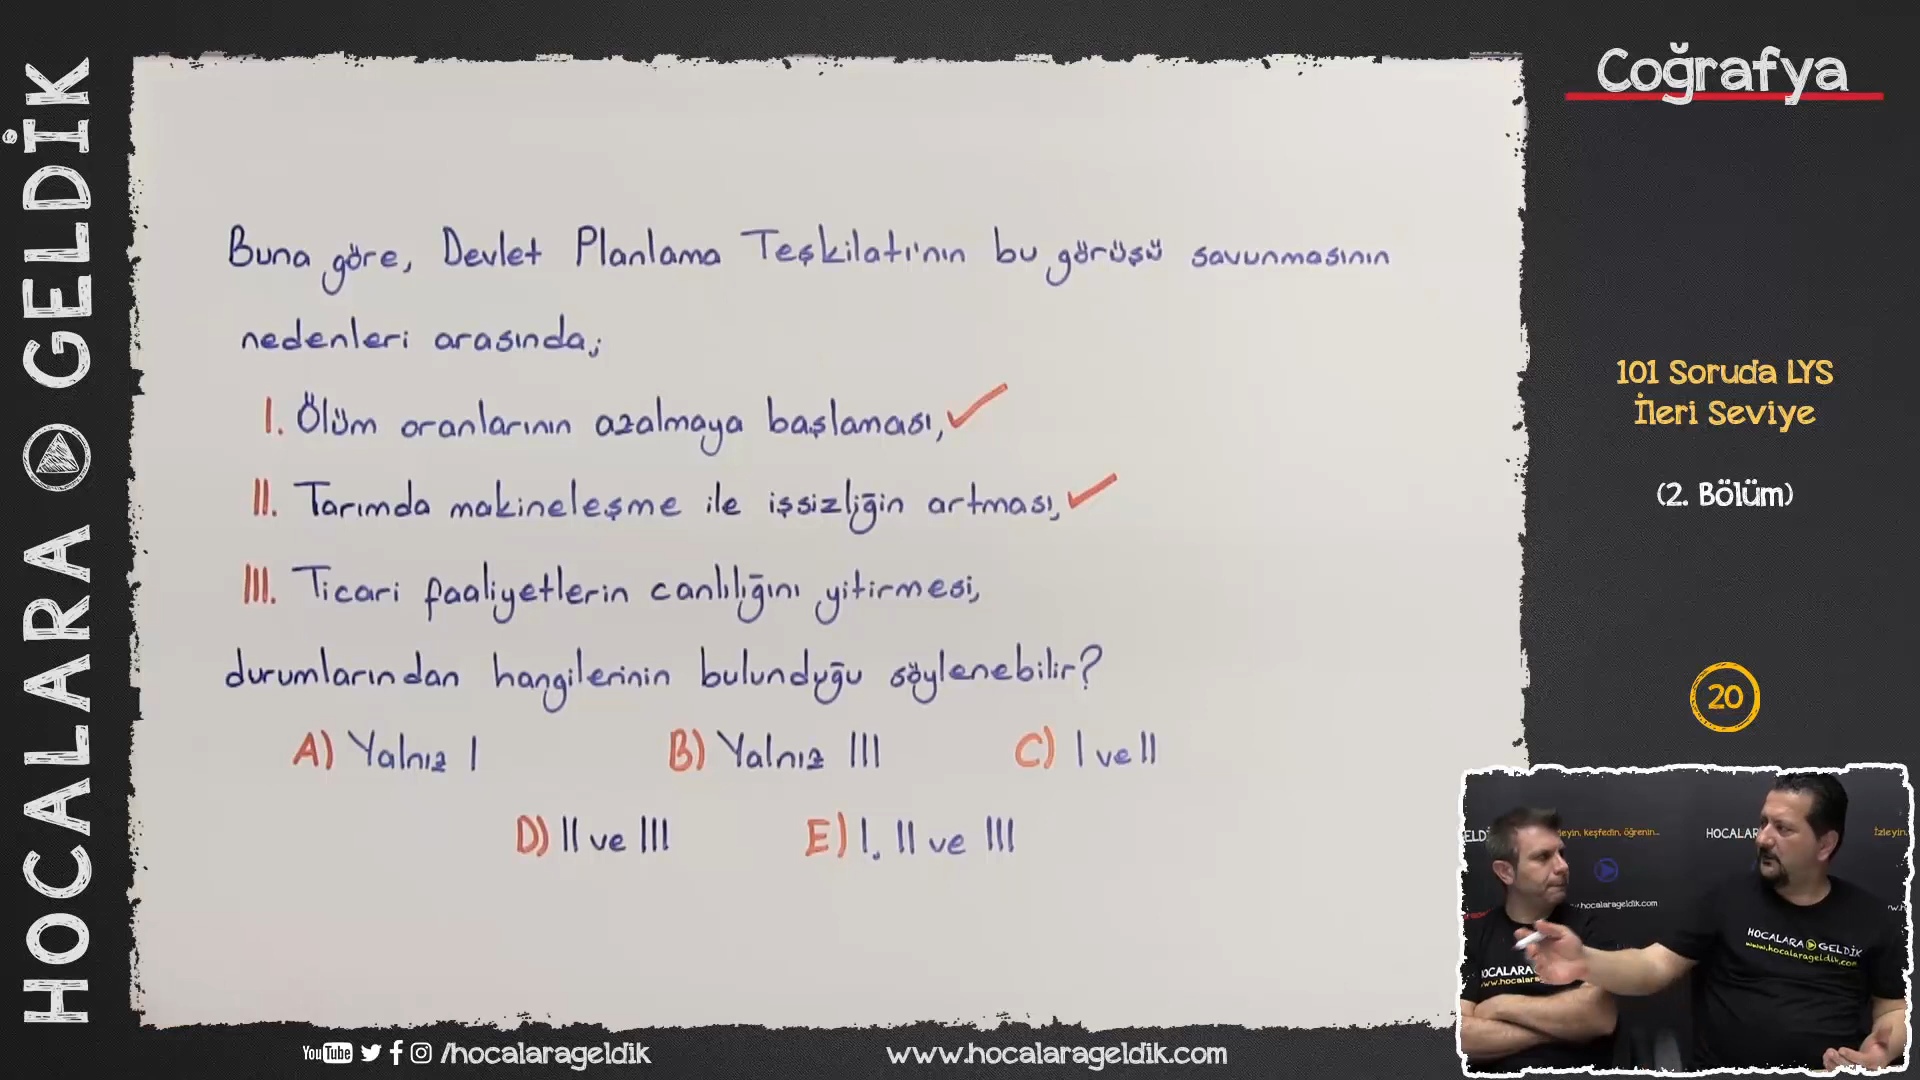 HOCALARA GELDİK
Coğrafya
Buna göre, Devlet Planlama Teşkilatı'nın bu görüşü savunmasının
nedenleri arasında;
I. Ölüm oranlarının azalmaya başlaması,
II. Tarımda makineleşme ile işsizliğin artması,
III. Ticari faaliyetlerin canlılığını yitirmesi,
durumlarından hangilerinin bulunduğu söylenebilir?
A) Yalnız I B) Yalnız III C) I ve II
D) II ve III E) I, II ve III
101 Soruda LYS
İleri Seviye
(2. Bölüm)
20
HOCALARA GELDİK
www.hocalarageldik.com
YouTube /hocalarageldik
www.hocalarageldik.com